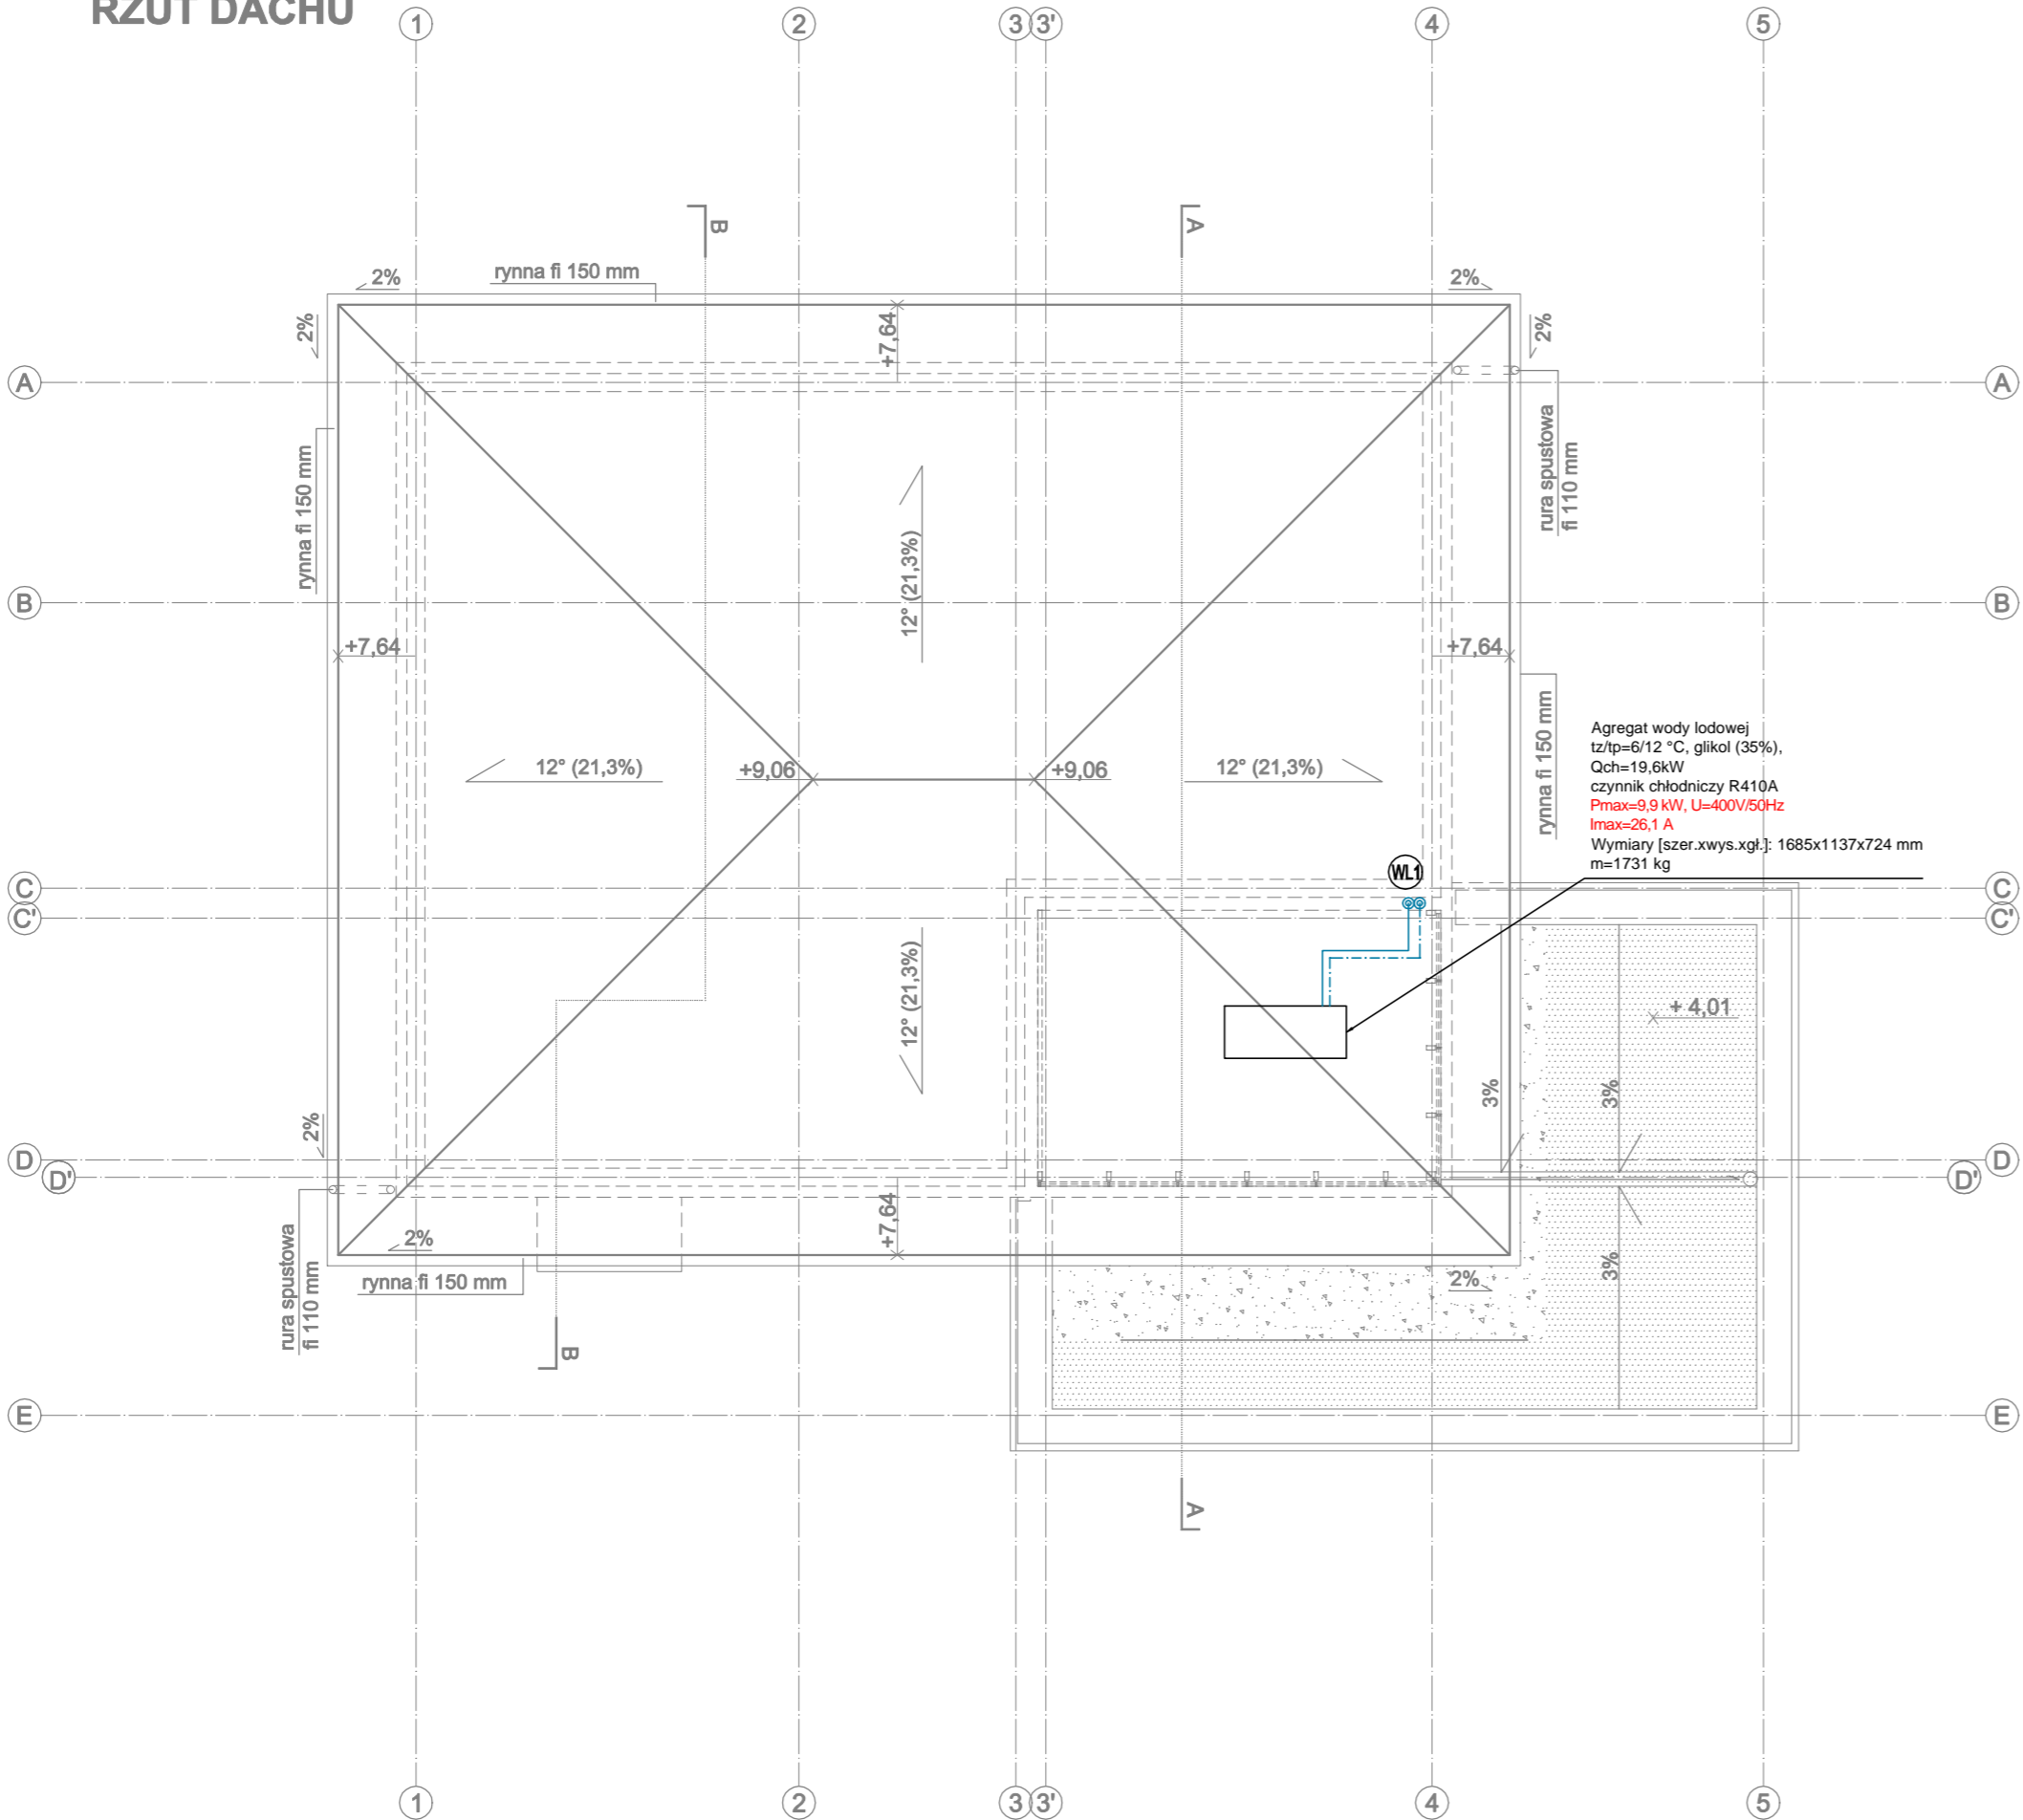 RZUT DACHU
1 2 3 3' 4 5
B A
2% rynna fi 150 mm 2%
2% +7,64 2%
A A
rynna fi 150 mm
rura spustowa
fi 110 mm
12° (21,3%)
B B
+7,64 +7,64
rynna fi 150 mm
12° (21,3%) +9,06 +9,06 12° (21,3%)
Agregat wody lodowej
tz/tp=6/12 °C, glikol (35%),
Qch=19,6kW
czynnik chłodniczy R410A
Pmax=9,9 kW, U=400V/50Hz
Imax=26,1 A
Wymiary [szer.xwys.xgł.]: 1685x1137x724 mm
m=1731 kg
WL1
C C
C' C'
12° (21,3%)
+ 4,01
3% 3%
2%
D D
D' D'
+7,64
2%
rura spustowa
fi 110 mm
rynna fi 150 mm
2%
3%
B
E E
A
1 2 3 3' 4 5